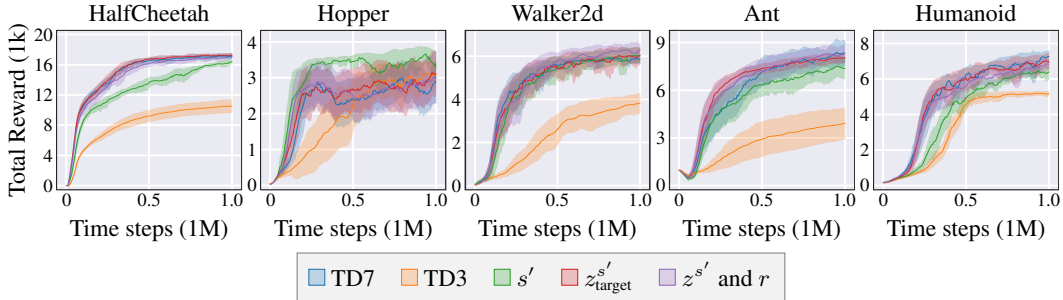 HalfCheetah Hopper Walker2d Ant Humanoid
Total Reward (1k)
20
16
12
8
4
0
0 0.5 1.0
4
3
2
1
0
0 0.5 1.0
8
6
4
2
0
0 0.5 1.0
9
6
3
0
0 0.5 1.0
8
6
4
2
0
0 0.5 1.0
Time steps (1M) Time steps (1M) Time steps (1M) Time steps (1M) Time steps (1M)
TD7 TD3 s′ z^{s′}_{target} z^{s′} and r